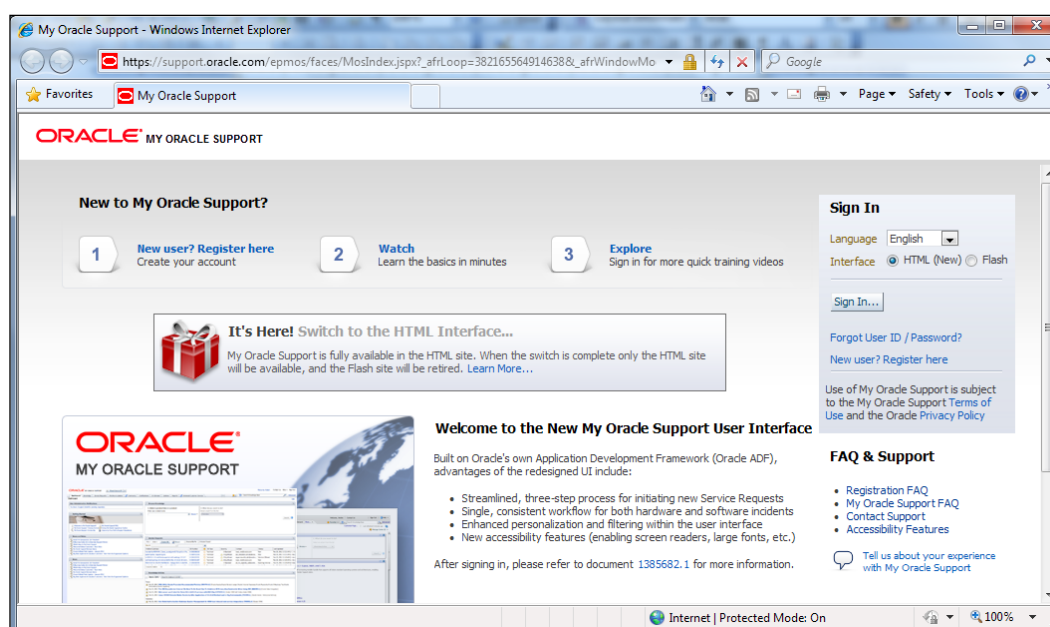 My Oracle Support - Windows Internet Explorer
https://support.oracle.com/epmos/faces/MosIndex.jspx?_afrLoop=382165564914638&_afrWindowMo
Google
Favorites
My Oracle Support
Page
Safety
Tools
ORACLE MY ORACLE SUPPORT
New to My Oracle Support?
1
New user? Register here
Create your account
2
Watch
Learn the basics in minutes
3
Explore
Sign in for more quick training videos
It's Here! Switch to the HTML Interface...
My Oracle Support is fully available in the HTML site. When the switch is complete only the HTML site
will be available, and the Flash site will be retired. Learn More...
Sign In
Language English
Interface HTML (New) Flash
Sign In...
Forgot User ID / Password?
New user? Register here
Use of My Oracle Support is subject
to the My Oracle Support Terms of
Use and the Oracle Privacy Policy
ORACLE
MY ORACLE SUPPORT
Welcome to the New My Oracle Support User Interface
Built on Oracle's own Application Development Framework (Oracle ADF),
advantages of the redesigned UI include:
• Streamlined, three-step process for initiating new Service Requests
• Single, consistent workflow for both hardware and software incidents
• Enhanced personalization and filtering within the user interface
• New accessibility features (enabling screen readers, large fonts, etc.)
After signing in, please refer to document 1385682.1 for more information.
FAQ & Support
• Registration FAQ
• My Oracle Support FAQ
• Contact Support
• Accessibility Features
Tell us about your experience
with My Oracle Support
Internet | Protected Mode: On
100%